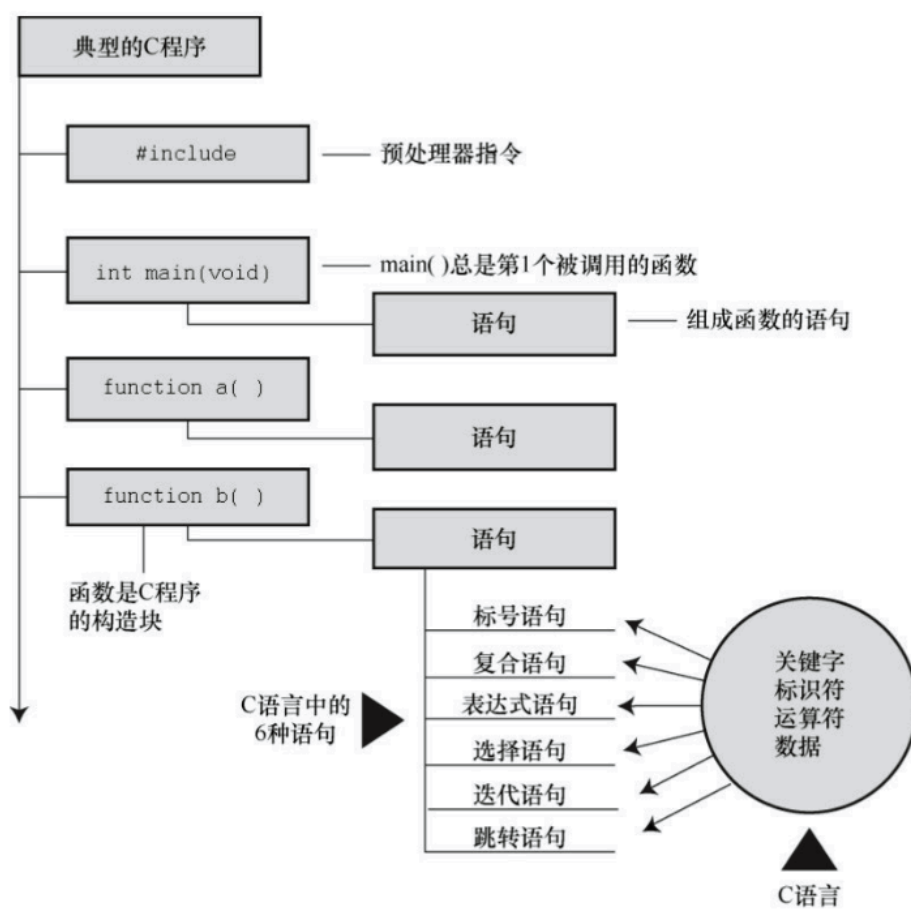 典型的C程序
#include
预处理器指令
int main(void)
main( )总是第1个被调用的函数
语句
组成函数的语句
function a( )
语句
function b( )
语句
函数是C程序
的构造块
标号语句
复合语句
表达式语句
选择语句
迭代语句
跳转语句
C语言中的
6种语句
关键字
标识符
运算符
数据
C语言